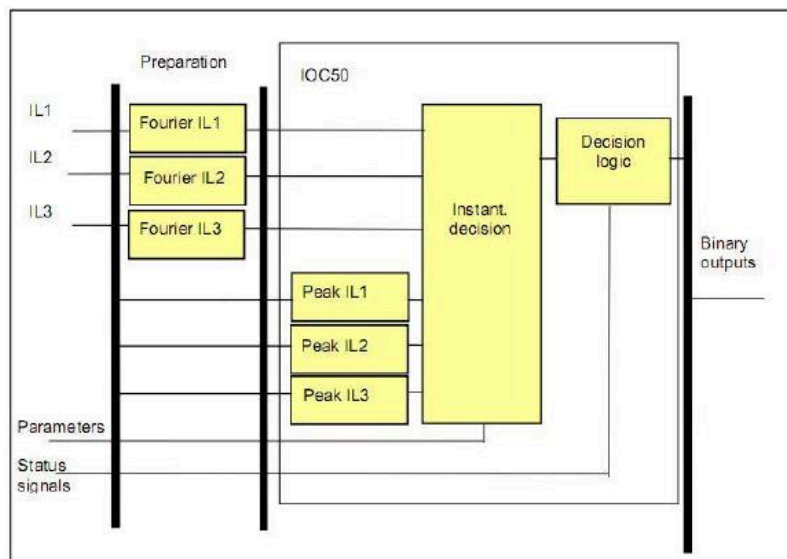 Preparation
IOC50
IL1
Fourier IL1
IL2
Fourier IL2
IL3
Fourier IL3
Instant.
decision
Decision
logic
Binary
outputs
Peak IL1
Peak IL2
Peak IL3
Parameters
Status
signals